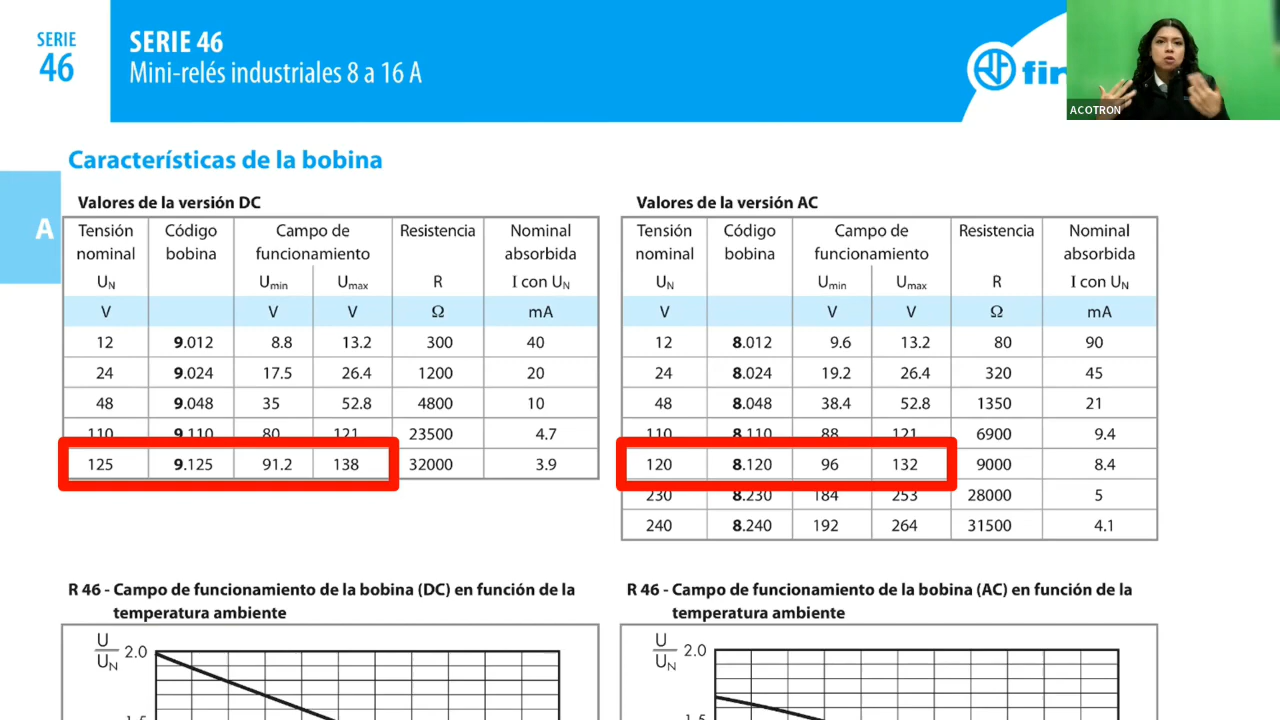 SERIE
46
SERIE 46
Mini-relés industriales 8 a 16 A
ACOTRON
Características de la bobina
A
Valores de la versión DC
Tensión Código Campo de Resistencia Nominal
nominal bobina funcionamiento absorbida
UN Umin Umax R I con UN
V V V Ω mA
12 9.012 8.8 13.2 300 40
24 9.024 17.5 26.4 1200 20
48 9.048 35 52.8 4800 10
110 9.110 80 121 23500 4.7
125 9.125 91.2 138 32000 3.9
Valores de la versión AC
Tensión Código Campo de Resistencia Nominal
nominal bobina funcionamiento absorbida
UN Umin Umax R I con UN
V V V Ω mA
12 8.012 9.6 13.2 80 90
24 8.024 19.2 26.4 320 45
48 8.048 38.4 52.8 1350 21
110 8.110 88 121 6900 9.4
120 8.120 96 132 9000 8.4
230 8.230 184 253 28000 5
240 8.240 192 264 31500 4.1
R 46 - Campo de funcionamiento de la bobina (DC) en función de la
temperatura ambiente
U
UN
2.0
1.5
R 46 - Campo de funcionamiento de la bobina (AC) en función de la
temperatura ambiente
U
UN
2.0
1.5